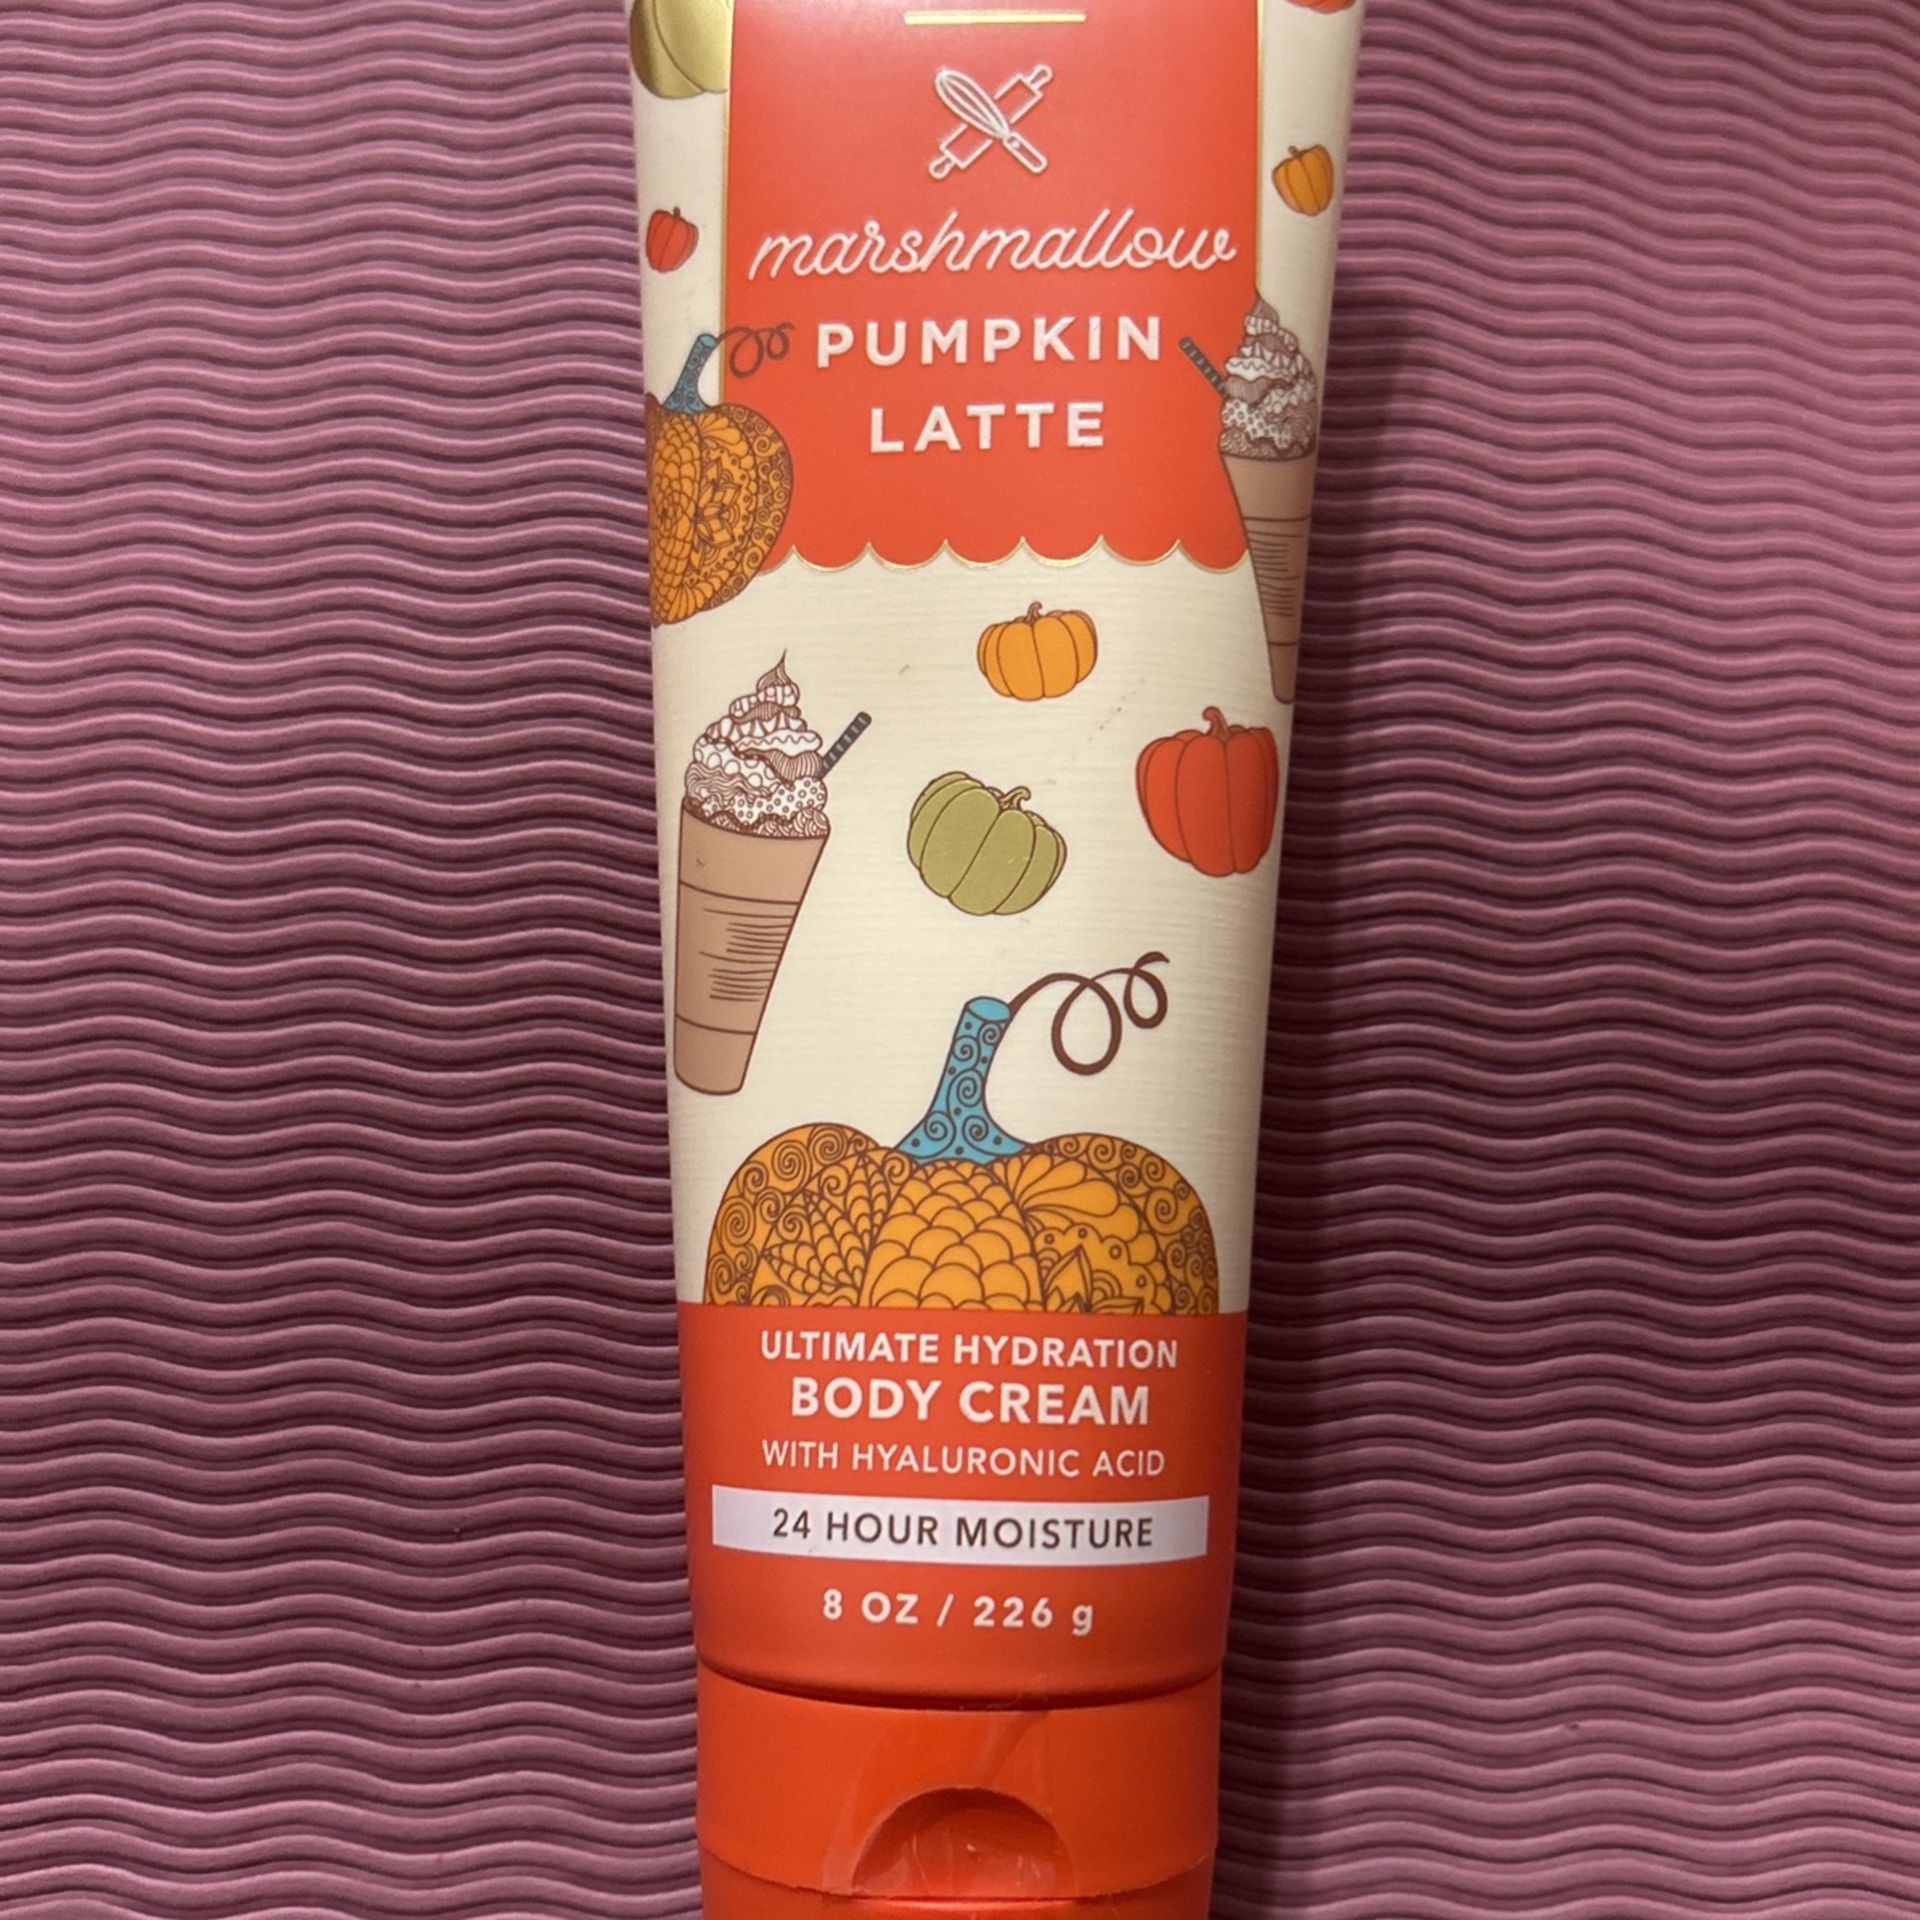 marshmallow
PUMPKIN
LATTE
ULTIMATE HYDRATION
BODY CREAM
WITH HYALURONIC ACID
24 HOUR MOISTURE
8 OZ / 226 g